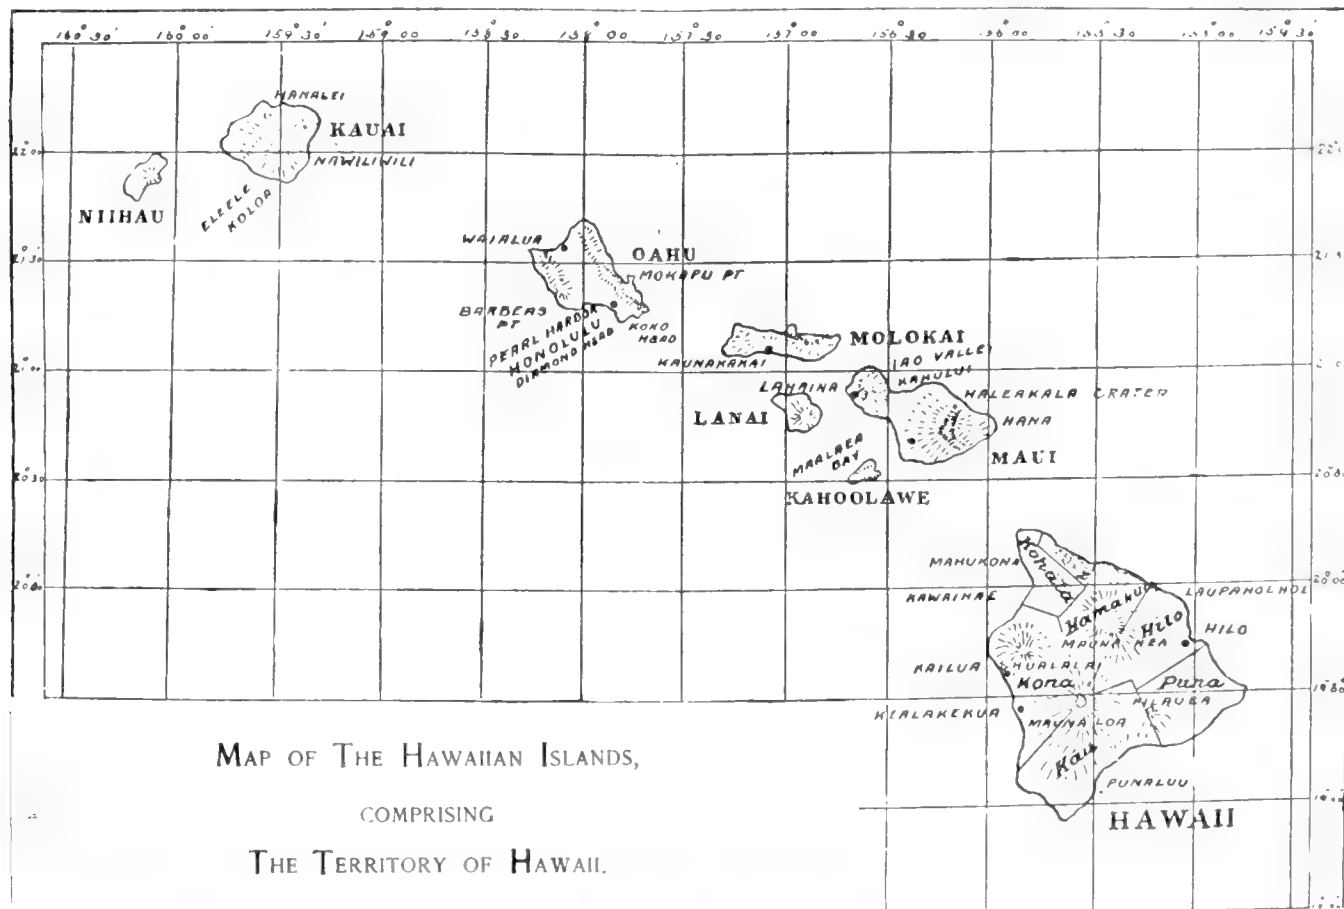 160°30' 160°00' 159°30' 159°00' 158°30' 158°00' 157°30' 157°00' 156°30' 156°00' 155°30' 155°00' 154°30'
HANALEI
KAUAI
NAWILIWILI
22°00'
NIIHAU
ELEELE
KOLOA
WAIALUA
OAHU
MOKAPU PT
BARBERS
PT
PEARL HARBOR
HONOLULU
DIAMOND HEAD
KOKO
HEAD
MOLOKAI
KAUNAKAKAI
IAO VALLEY
KAHULUI
LAHAINA
HALEAKALA CRATER
LANAI
HANA
MAALAEA
BAY
MAUI
KAHOOLAWE
MAHUKONA
Kohala
KAWAIHAE
Hamakua
LAUPAHOEHOE
Hilo
HILO
MAUNA KEA
KAILUA
HUALALAI
Kona
Puna
KILAUEA
KEALAKEKUA
MAUNA LOA
Kau
PUNALUU
HAWAII
MAP OF THE HAWAIIAN ISLANDS,
COMPRISING
THE TERRITORY OF HAWAII.